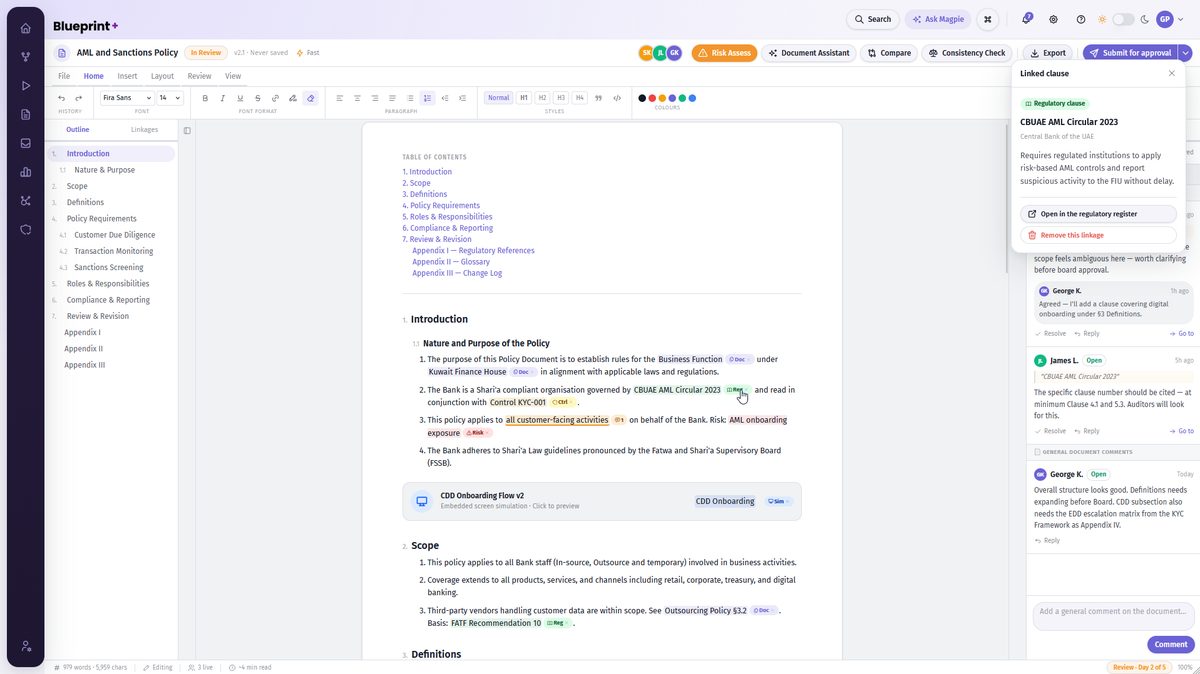 Blueprint+
Search
Ask Magpie
7
GP
AML and Sanctions Policy
In Review
v2.1 · Never saved
Fast
SK
JL
GK
Risk Assess
Document Assistant
Compare
Consistency Check
Export
Submit for approval
File
Home
Insert
Layout
Review
View
HISTORY
Fira Sans
14
FONT
B
I
U
S
FONT FORMAT
PARAGRAPH
Normal
H1
H2
H3
H4
STYLES
COLOURS
Outline
Linkages
1. Introduction
1.1 Nature & Purpose
2. Scope
3. Definitions
4. Policy Requirements
4.1 Customer Due Diligence
4.2 Transaction Monitoring
4.3 Sanctions Screening
5. Roles & Responsibilities
6. Compliance & Reporting
7. Review & Revision
Appendix I
Appendix II
Appendix III
TABLE OF CONTENTS
1. Introduction
2. Scope
3. Definitions
4. Policy Requirements
5. Roles & Responsibilities
6. Compliance & Reporting
7. Review & Revision
Appendix I — Regulatory References
Appendix II — Glossary
Appendix III — Change Log
1. Introduction
1.1 Nature and Purpose of the Policy
1. The purpose of this Policy Document is to establish rules for the Business Function Doc under
Kuwait Finance House Doc in alignment with applicable laws and regulations.
2. The Bank is a Shari'a compliant organisation governed by CBUAE AML Circular 2023 Reg and read in
conjunction with Control KYC-001 Ctrl .
3. This policy applies to all customer-facing activities 1 on behalf of the Bank. Risk: AML onboarding
exposure Risk
4. The Bank adheres to Shari'a Law guidelines pronounced by the Fatwa and Shari'a Supervisory Board
(FSSB).
CDD Onboarding Flow v2
Embedded screen simulation · Click to preview
CDD Onboarding Sim
2. Scope
1. This policy applies to all Bank staff (In-source, Outsource and temporary) involved in business activities.
2. Coverage extends to all products, services, and channels including retail, corporate, treasury, and digital
banking.
3. Third-party vendors handling customer data are within scope. See Outsourcing Policy §3.2 Doc .
Basis: FATF Recommendation 10 Reg .
3. Definitions
Linked clause
Regulatory clause
CBUAE AML Circular 2023
Central Bank of the UAE
Requires regulated institutions to apply
risk-based AML controls and report
suspicious activity to the FIU without delay.
Open in the regulatory register
Remove this linkage
scope feels ambiguous here — worth clarifying
before board approval.
GK George K. 1h ago
Agreed — I'll add a clause covering digital
onboarding under §3 Definitions.
Resolve
Reply
Go to
JL James L. Open 5h ago
"CBUAE AML Circular 2023"
The specific clause number should be cited — at
minimum Clause 4.1 and 5.3. Auditors will look
for this.
Resolve
Reply
Go to
GENERAL DOCUMENT COMMENTS
GK George K. Open Today
Overall structure looks good. Definitions needs
expanding before Board. CDD subsection also
needs the EDD escalation matrix from the KYC
Framework as Appendix IV.
Reply
Add a general comment on the document...
Comment
979 words · 5,959 chars
Editing
3 live
~4 min read
Review · Day 2 of 5
100%